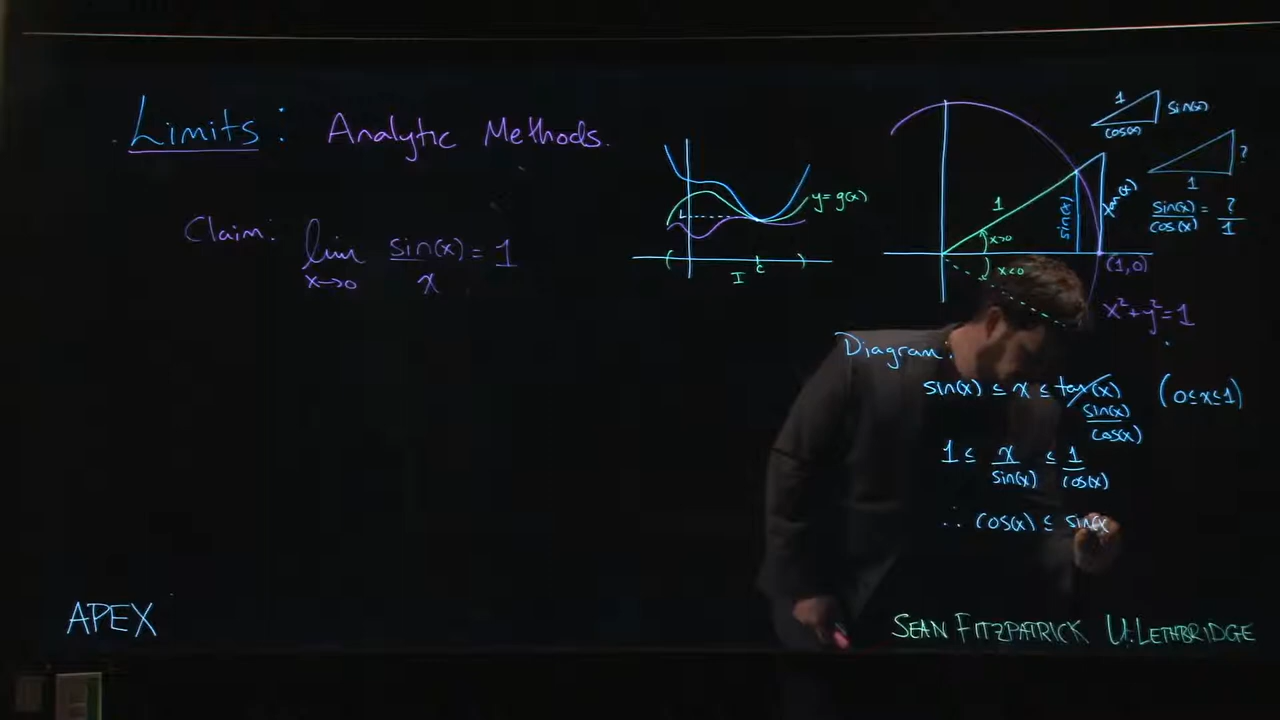 Limits: Analytic Methods.
Claim: lim x→0 sin(x)/x = 1
y=g(x)
L
I
c
1
sin(x)
tan(x)
x>0
x<0
(1,0)
x²+y²=1
1
sin(x)
cos(x)
?
1
sin(x)/cos(x) = ?/1
Diagram:
sin(x) ≤ x ≤ tan(x) (0≤x≤1)
sin(x)/cos(x)
1 ≤ x/sin(x) ≤ 1/cos(x)
∴ cos(x) ≤ sin(x
APEX
SEAN FITZPATRICK U. LETHBRIDGE